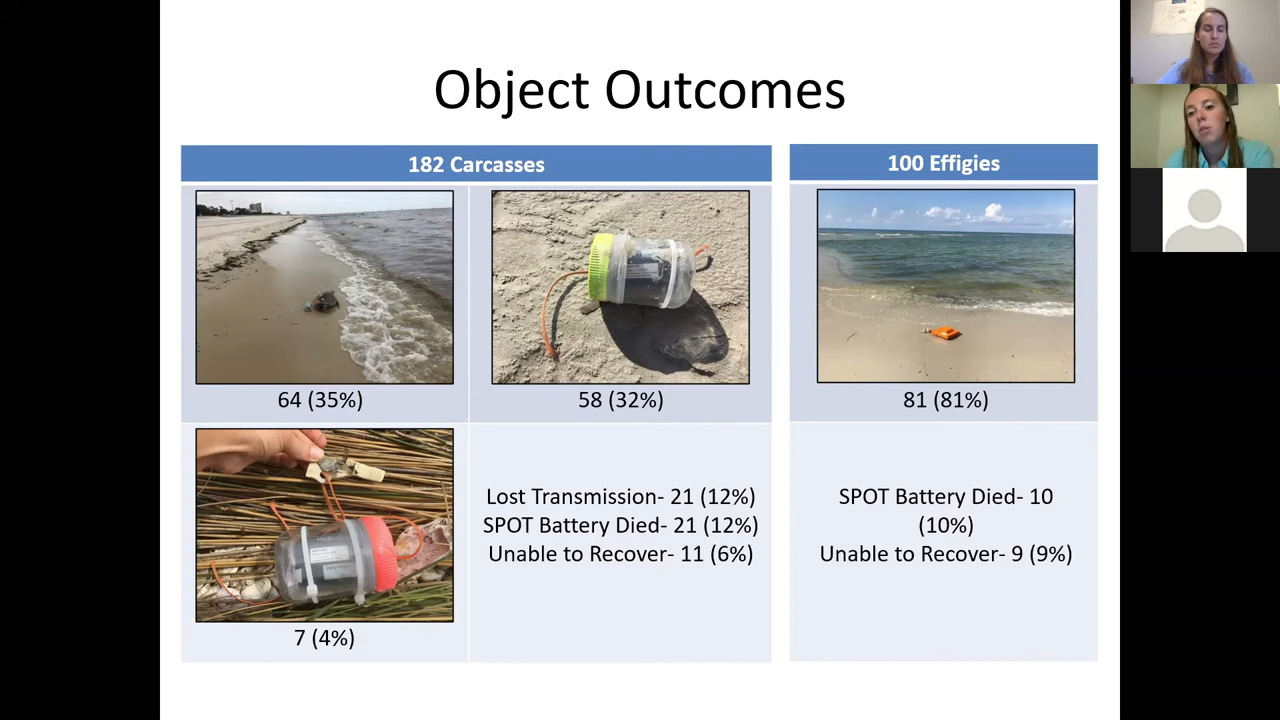 Object Outcomes
182 Carcasses
100 Effigies
64 (35%)
58 (32%)
81 (81%)
Lost Transmission- 21 (12%)
SPOT Battery Died- 21 (12%)
Unable to Recover- 11 (6%)
SPOT Battery Died- 10
(10%)
Unable to Recover- 9 (9%)
7 (4%)